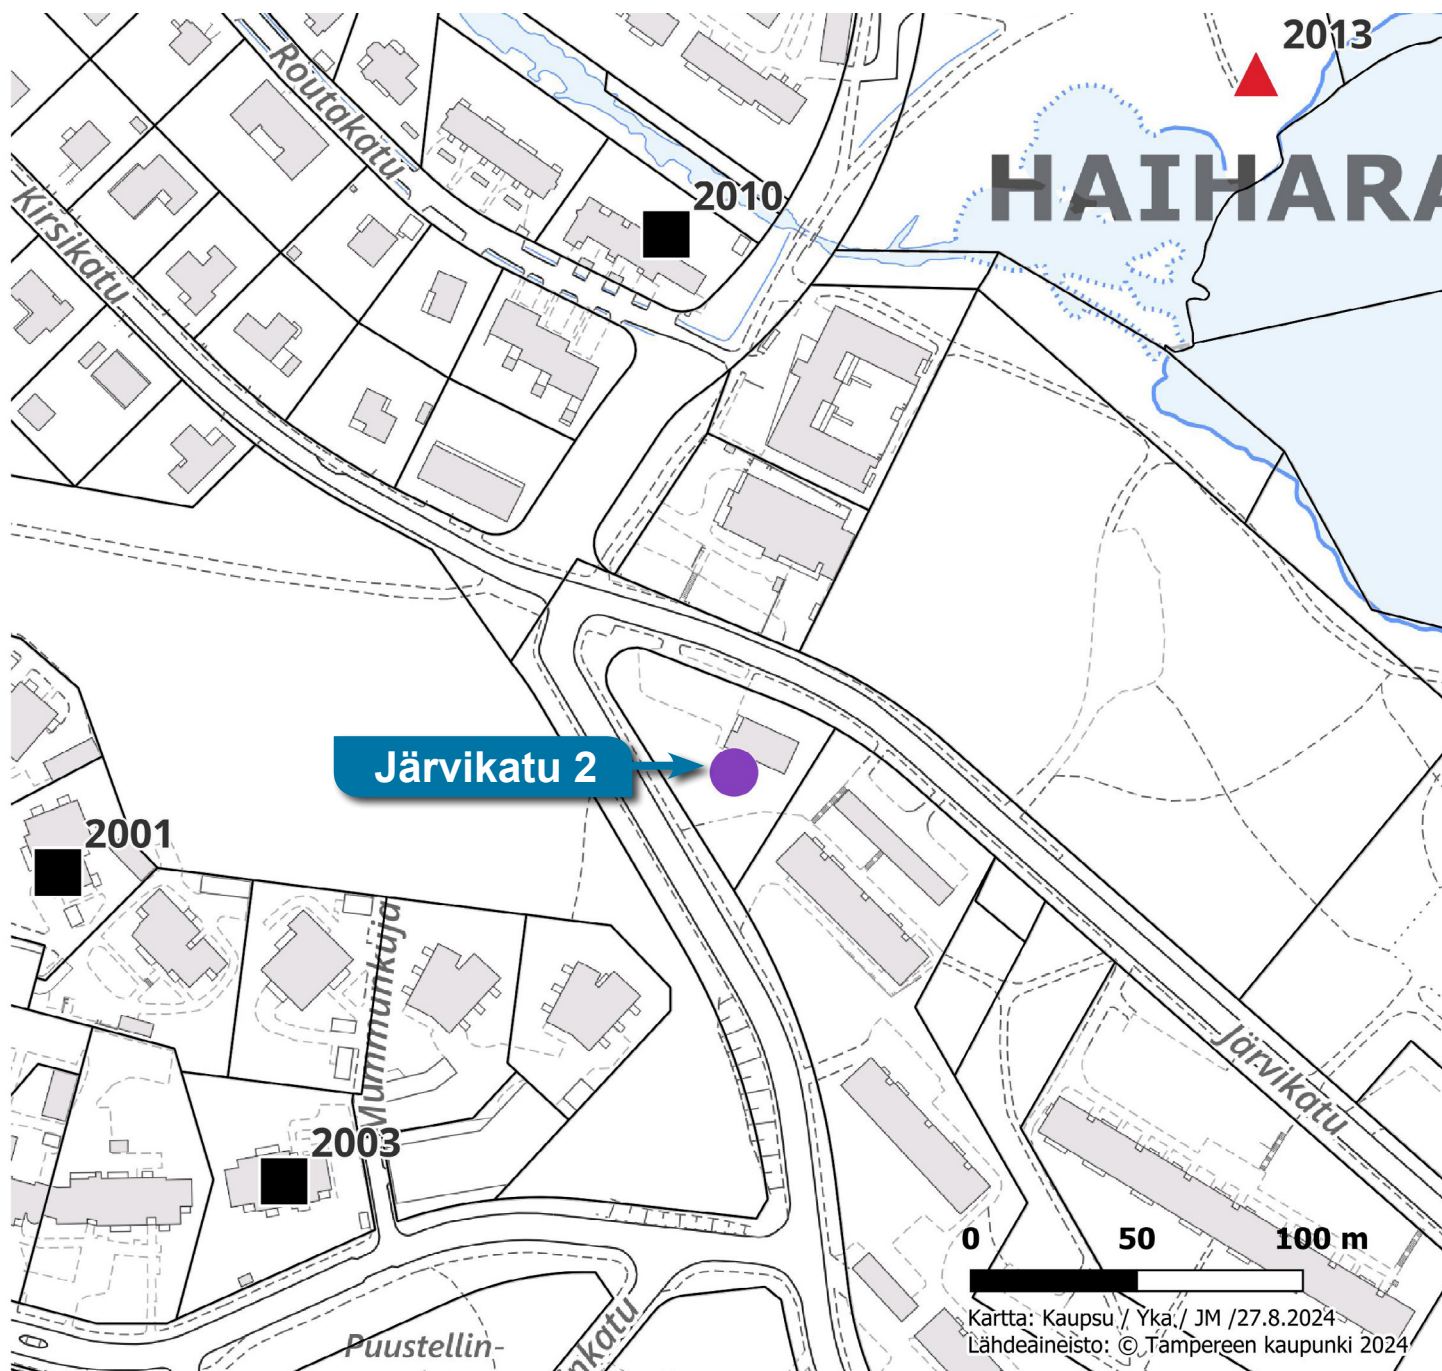 2013
Routakatu
HAIHARA
2010
Kirsikatu
Järvikatu 2
2001
Mummunkuja
Järvikatu
2003
0 50 100 m
Kartta: Kaupsu / Yka / JM /27.8.2024
Lähdeaineisto: © Tampereen kaupunki 2024
Puustellin-
nkatu